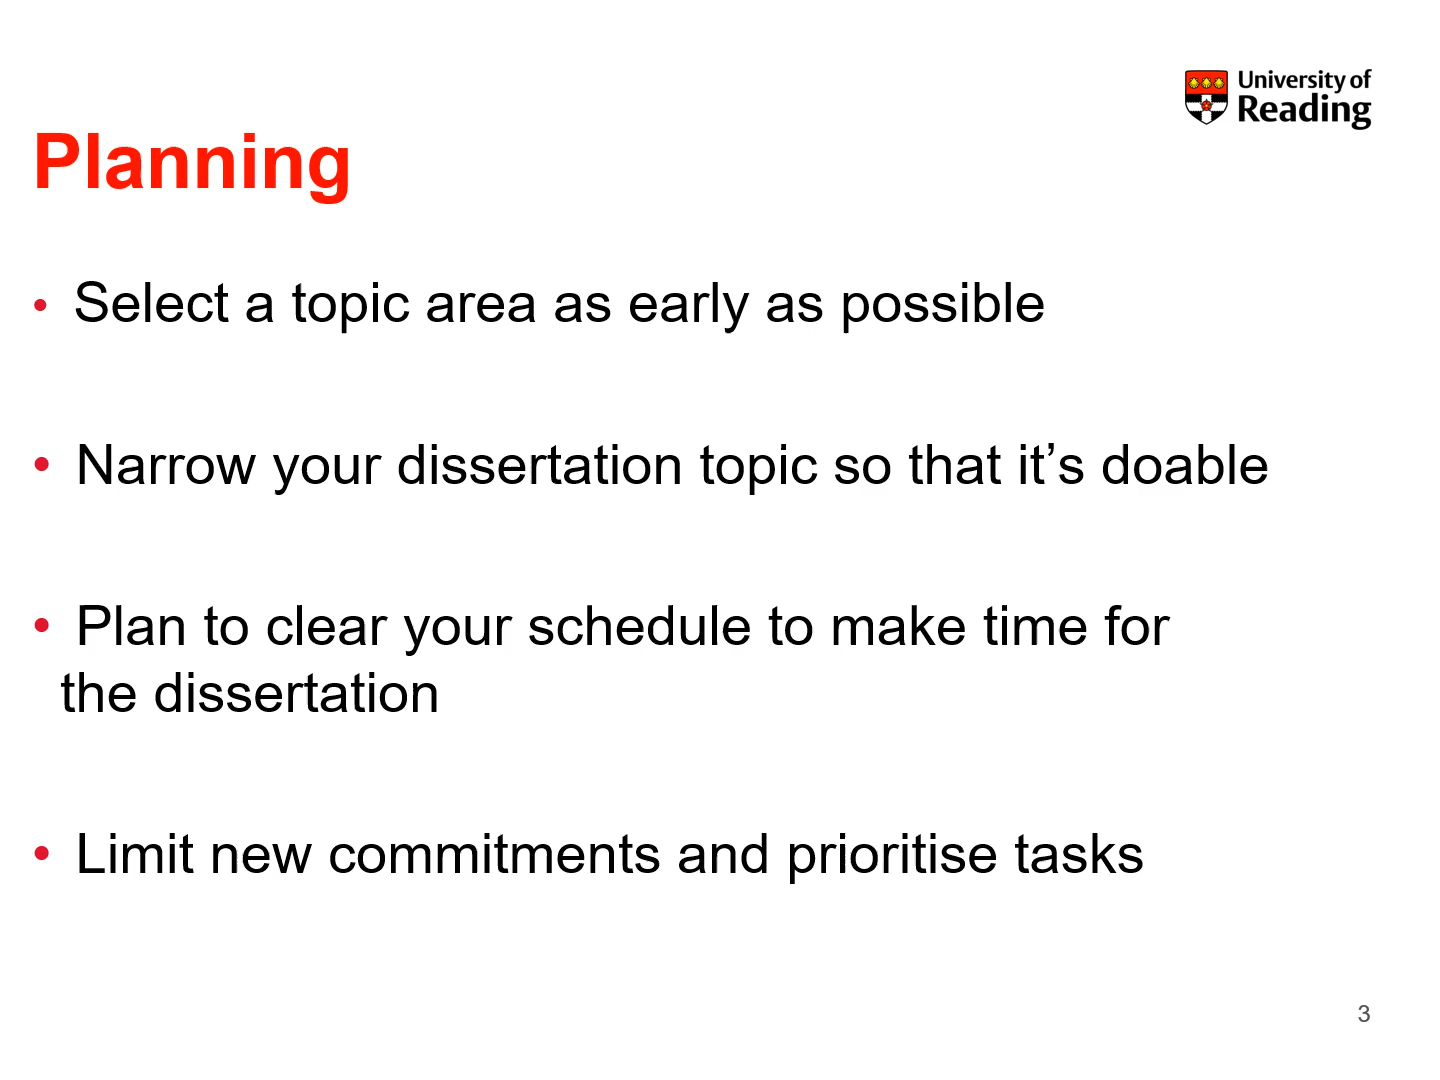 University of
Reading
Planning
• Select a topic area as early as possible
• Narrow your dissertation topic so that it’s doable
• Plan to clear your schedule to make time for
the dissertation
• Limit new commitments and prioritise tasks
3